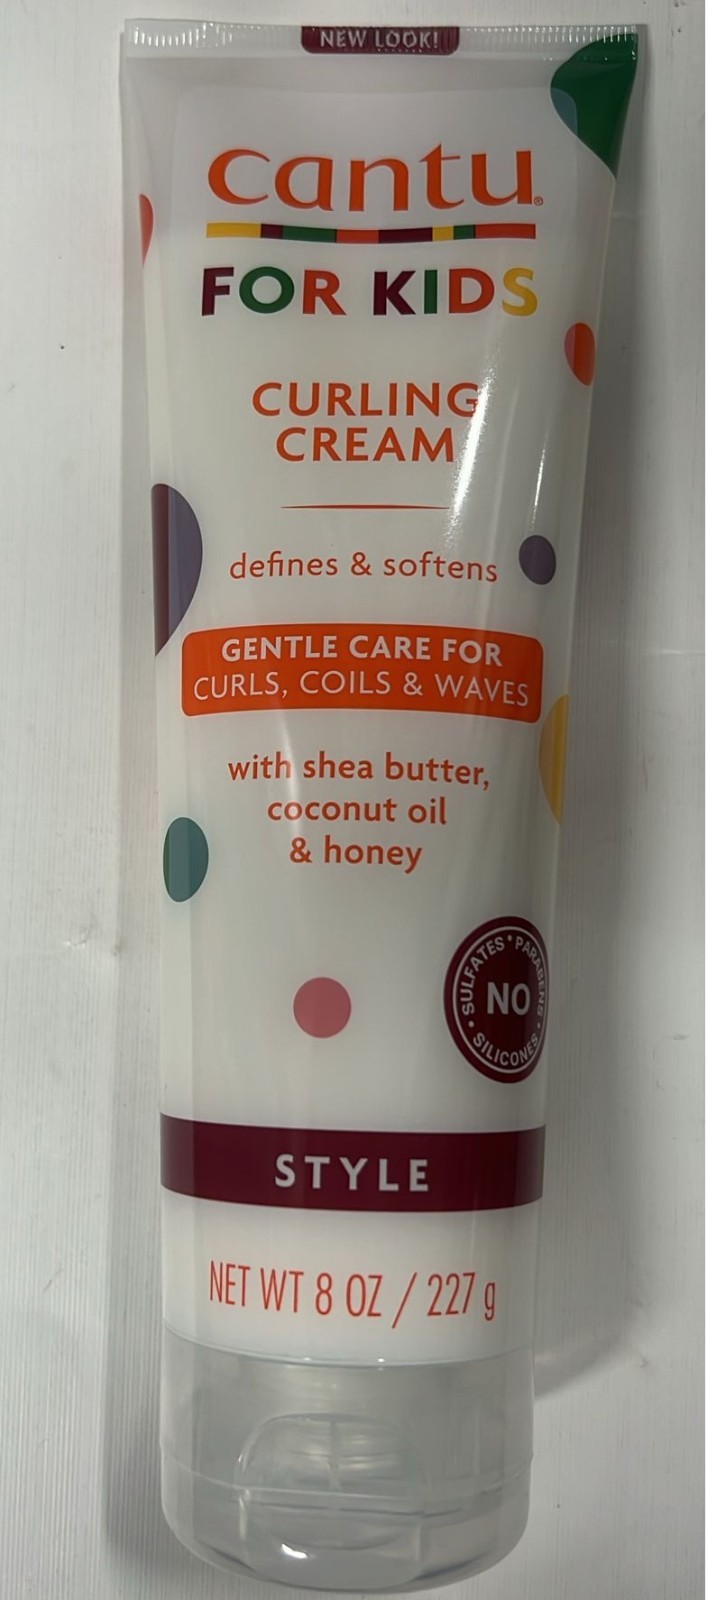 NEW LOOK!
cantu®
FOR KIDS
CURLING
CREAM
defines & softens
GENTLE CARE FOR
CURLS, COILS & WAVES
with shea butter,
coconut oil
& honey
SULFATES • PARABENS • SILICONES •
NO
STYLE
NET WT 8 OZ / 227 g